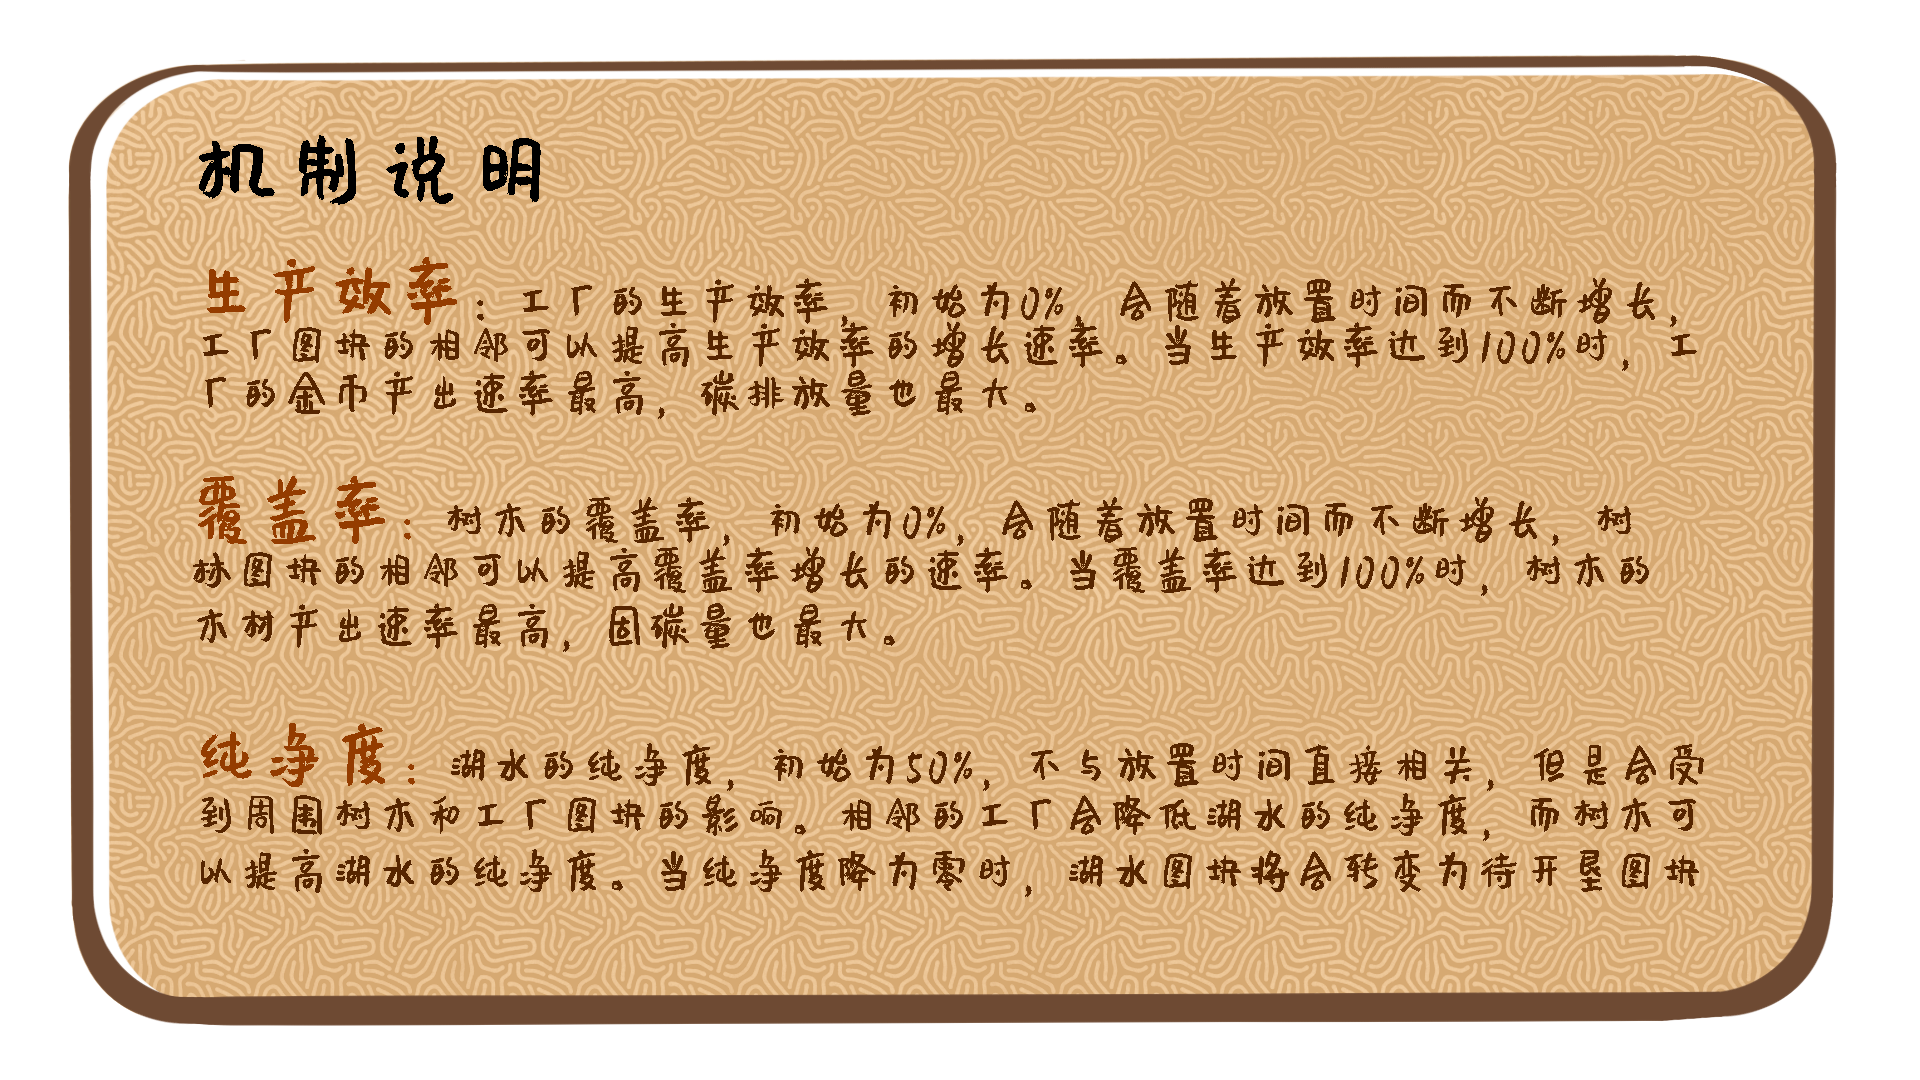 机制说明
生产效率：工厂的生产效率，初始为0%，会随着放置时间而不断增长，
工厂图块的相邻可以提高生产效率的增长速率。当生产效率达到100%时，工
厂的金币产出速率最高，碳排放量也最大。
覆盖率：树木的覆盖率，初始为0%，会随着放置时间而不断增长，树
林图块的相邻可以提高覆盖率增长的速率。当覆盖率达到100%时，树木的
木材产出速率最高，固碳量也最大。
纯净度：湖水的纯净度，初始为50%，不与放置时间直接相关，但是会受
到周围树木和工厂图块的影响。相邻的工厂会降低湖水的纯净度，而树木可
以提高湖水的纯净度。当纯净度降为零时，湖水图块将会转变为待开垦图块